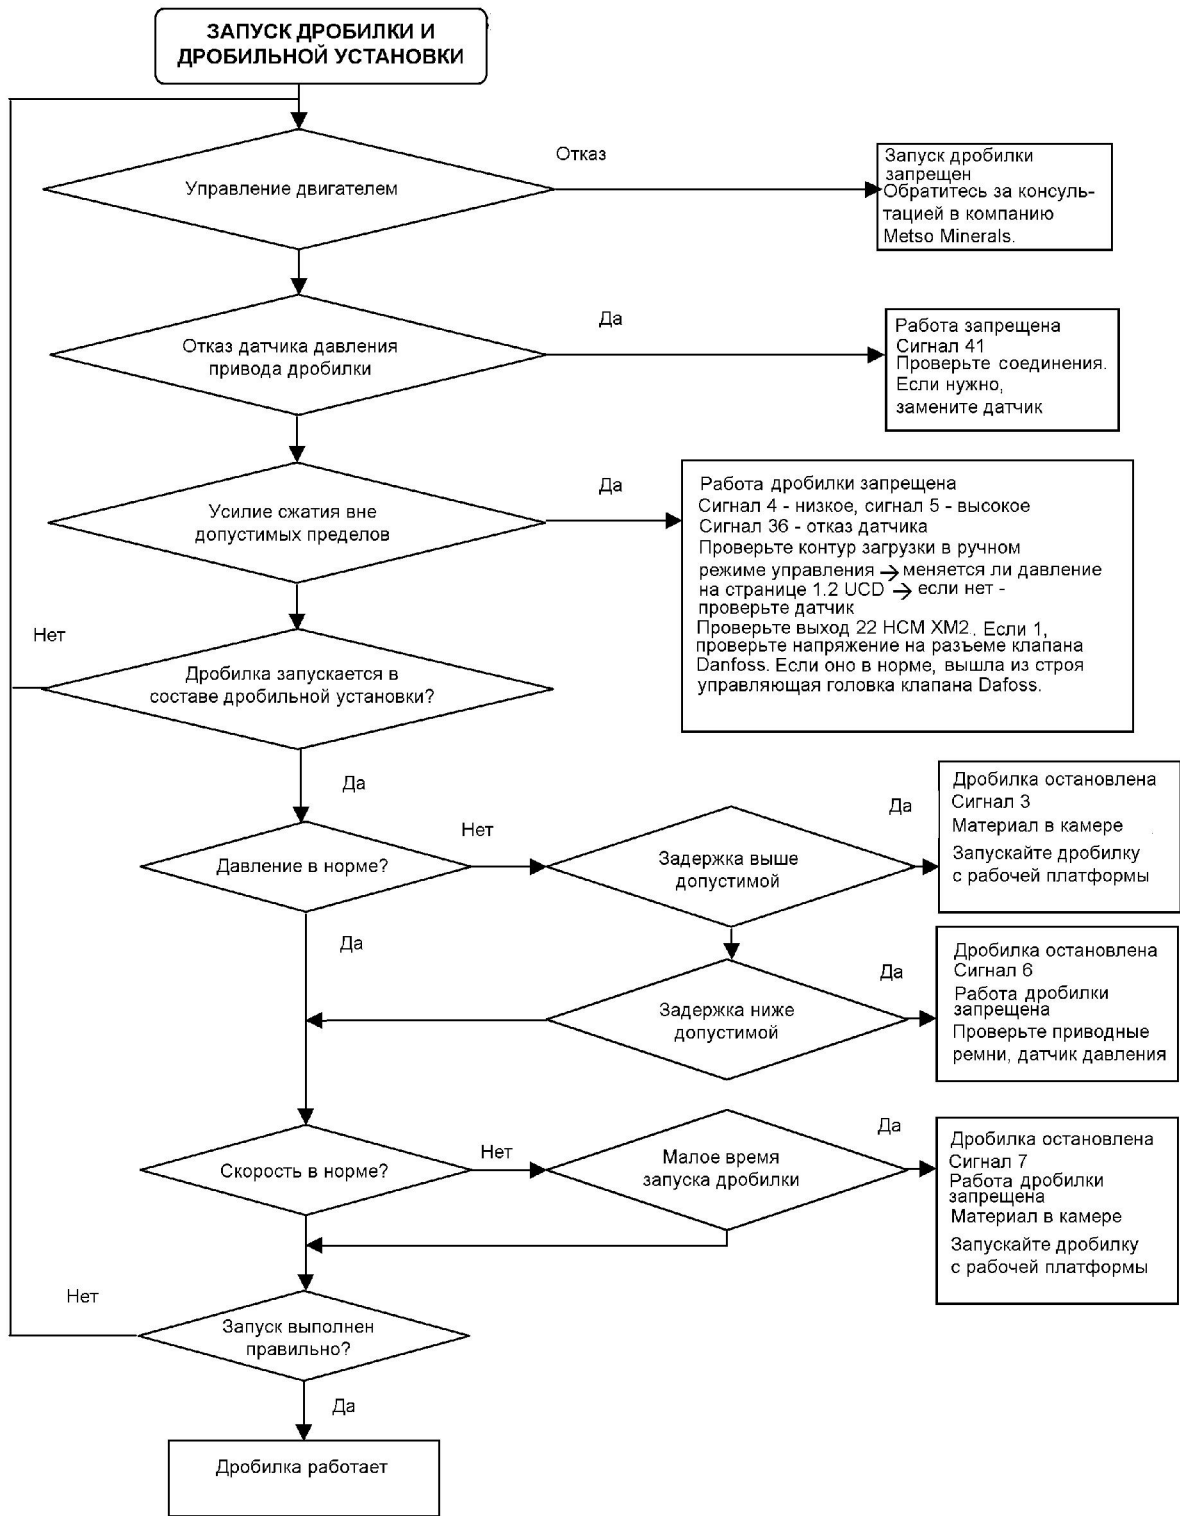 ЗАПУСК ДРОБИЛКИ И
ДРОБИЛЬНОЙ УСТАНОВКИ
Управление двигателем
Отказ
Запуск дробилки
запрещен
Обратитесь за консуль-
тацией в компанию
Metso Minerals.
Отказ датчика давления
привода дробилки
Да
Работа запрещена
Сигнал 41
Проверьте соединения.
Если нужно,
замените датчик
Усилие сжатия вне
допустимых пределов
Да
Работа дробилки запрещена
Сигнал 4 - низкое, сигнал 5 - высокое
Сигнал 36 - отказ датчика
Проверьте контур загрузки в ручном
режиме управления → меняется ли давление
на странице 1.2 UCD → если нет -
проверьте датчик
Проверьте выход 22 HCM XM2. Если 1,
проверьте напряжение на разъеме клапана
Danfoss. Если оно в норме, вышла из строя
управляющая головка клапана Dafoss.
Нет
Дробилка запускается в
составе дробильной установки?
Да
Давление в норме?
Нет
Задержка выше
допустимой
Да
Дробилка остановлена
Сигнал 3
Материал в камере
Запускайте дробилку
с рабочей платформы
Да
Задержка ниже
допустимой
Да
Дробилка остановлена
Сигнал 6
Работа дробилки
запрещена
Проверьте приводные
ремни, датчик давления
Скорость в норме?
Нет
Малое время
запуска дробилки
Да
Дробилка остановлена
Сигнал 7
Работа дробилки
запрещена
Материал в камере
Запускайте дробилку
с рабочей платформы
Нет
Запуск выполнен
правильно?
Да
Дробилка работает